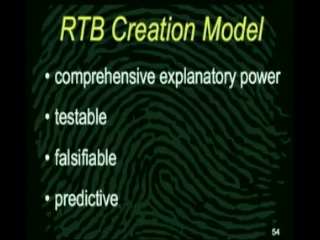 RTB Creation Model
• comprehensive explanatory power
• testable
• falsifiable
• predictive
54